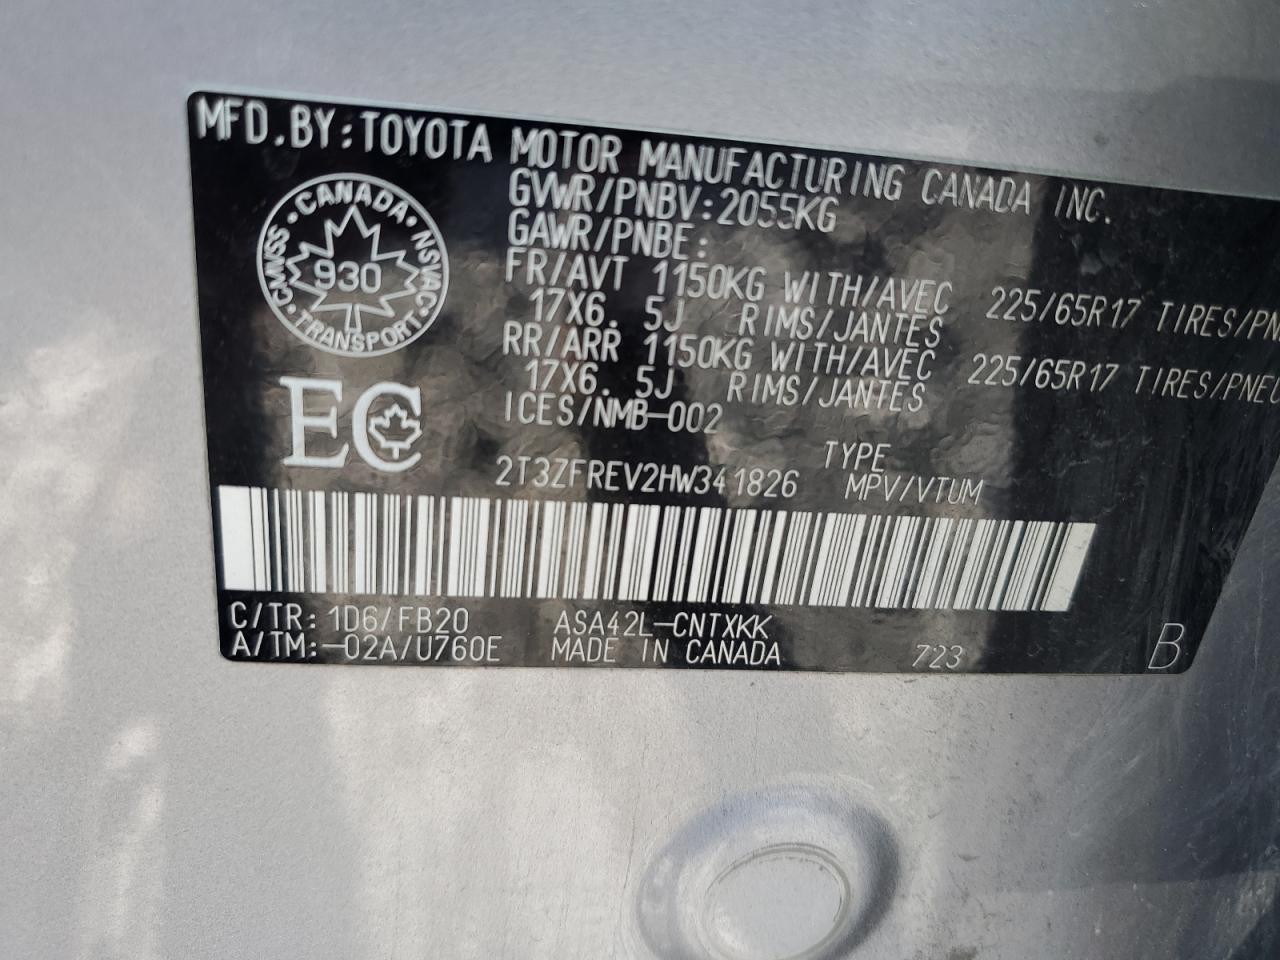 MFD.BY:TOYOTA MOTOR MANUFACTURING CANADA INC.
GVWR/PNBV:2055KG
GAWR/PNBE:
FR/AVT 1150KG WITH/AVEC 225/65R17 TIRES/PN
17X6. 5J RIMS/JANTES
RR/ARR 1150KG WITH/AVEC 225/65R17 TIRES/PNEU
17X6. 5J RIMS/JANTES
ICES/NMB-002
CANADA
CMVSS 930 NSVAC
TRANSPORT
EC
TYPE
2T3ZFREV2HW341826 MPV/VTUM
C/TR: 1D6/FB20 ASA42L-CNTXKK
A/TM:-02A/U760E MADE IN CANADA 723 B